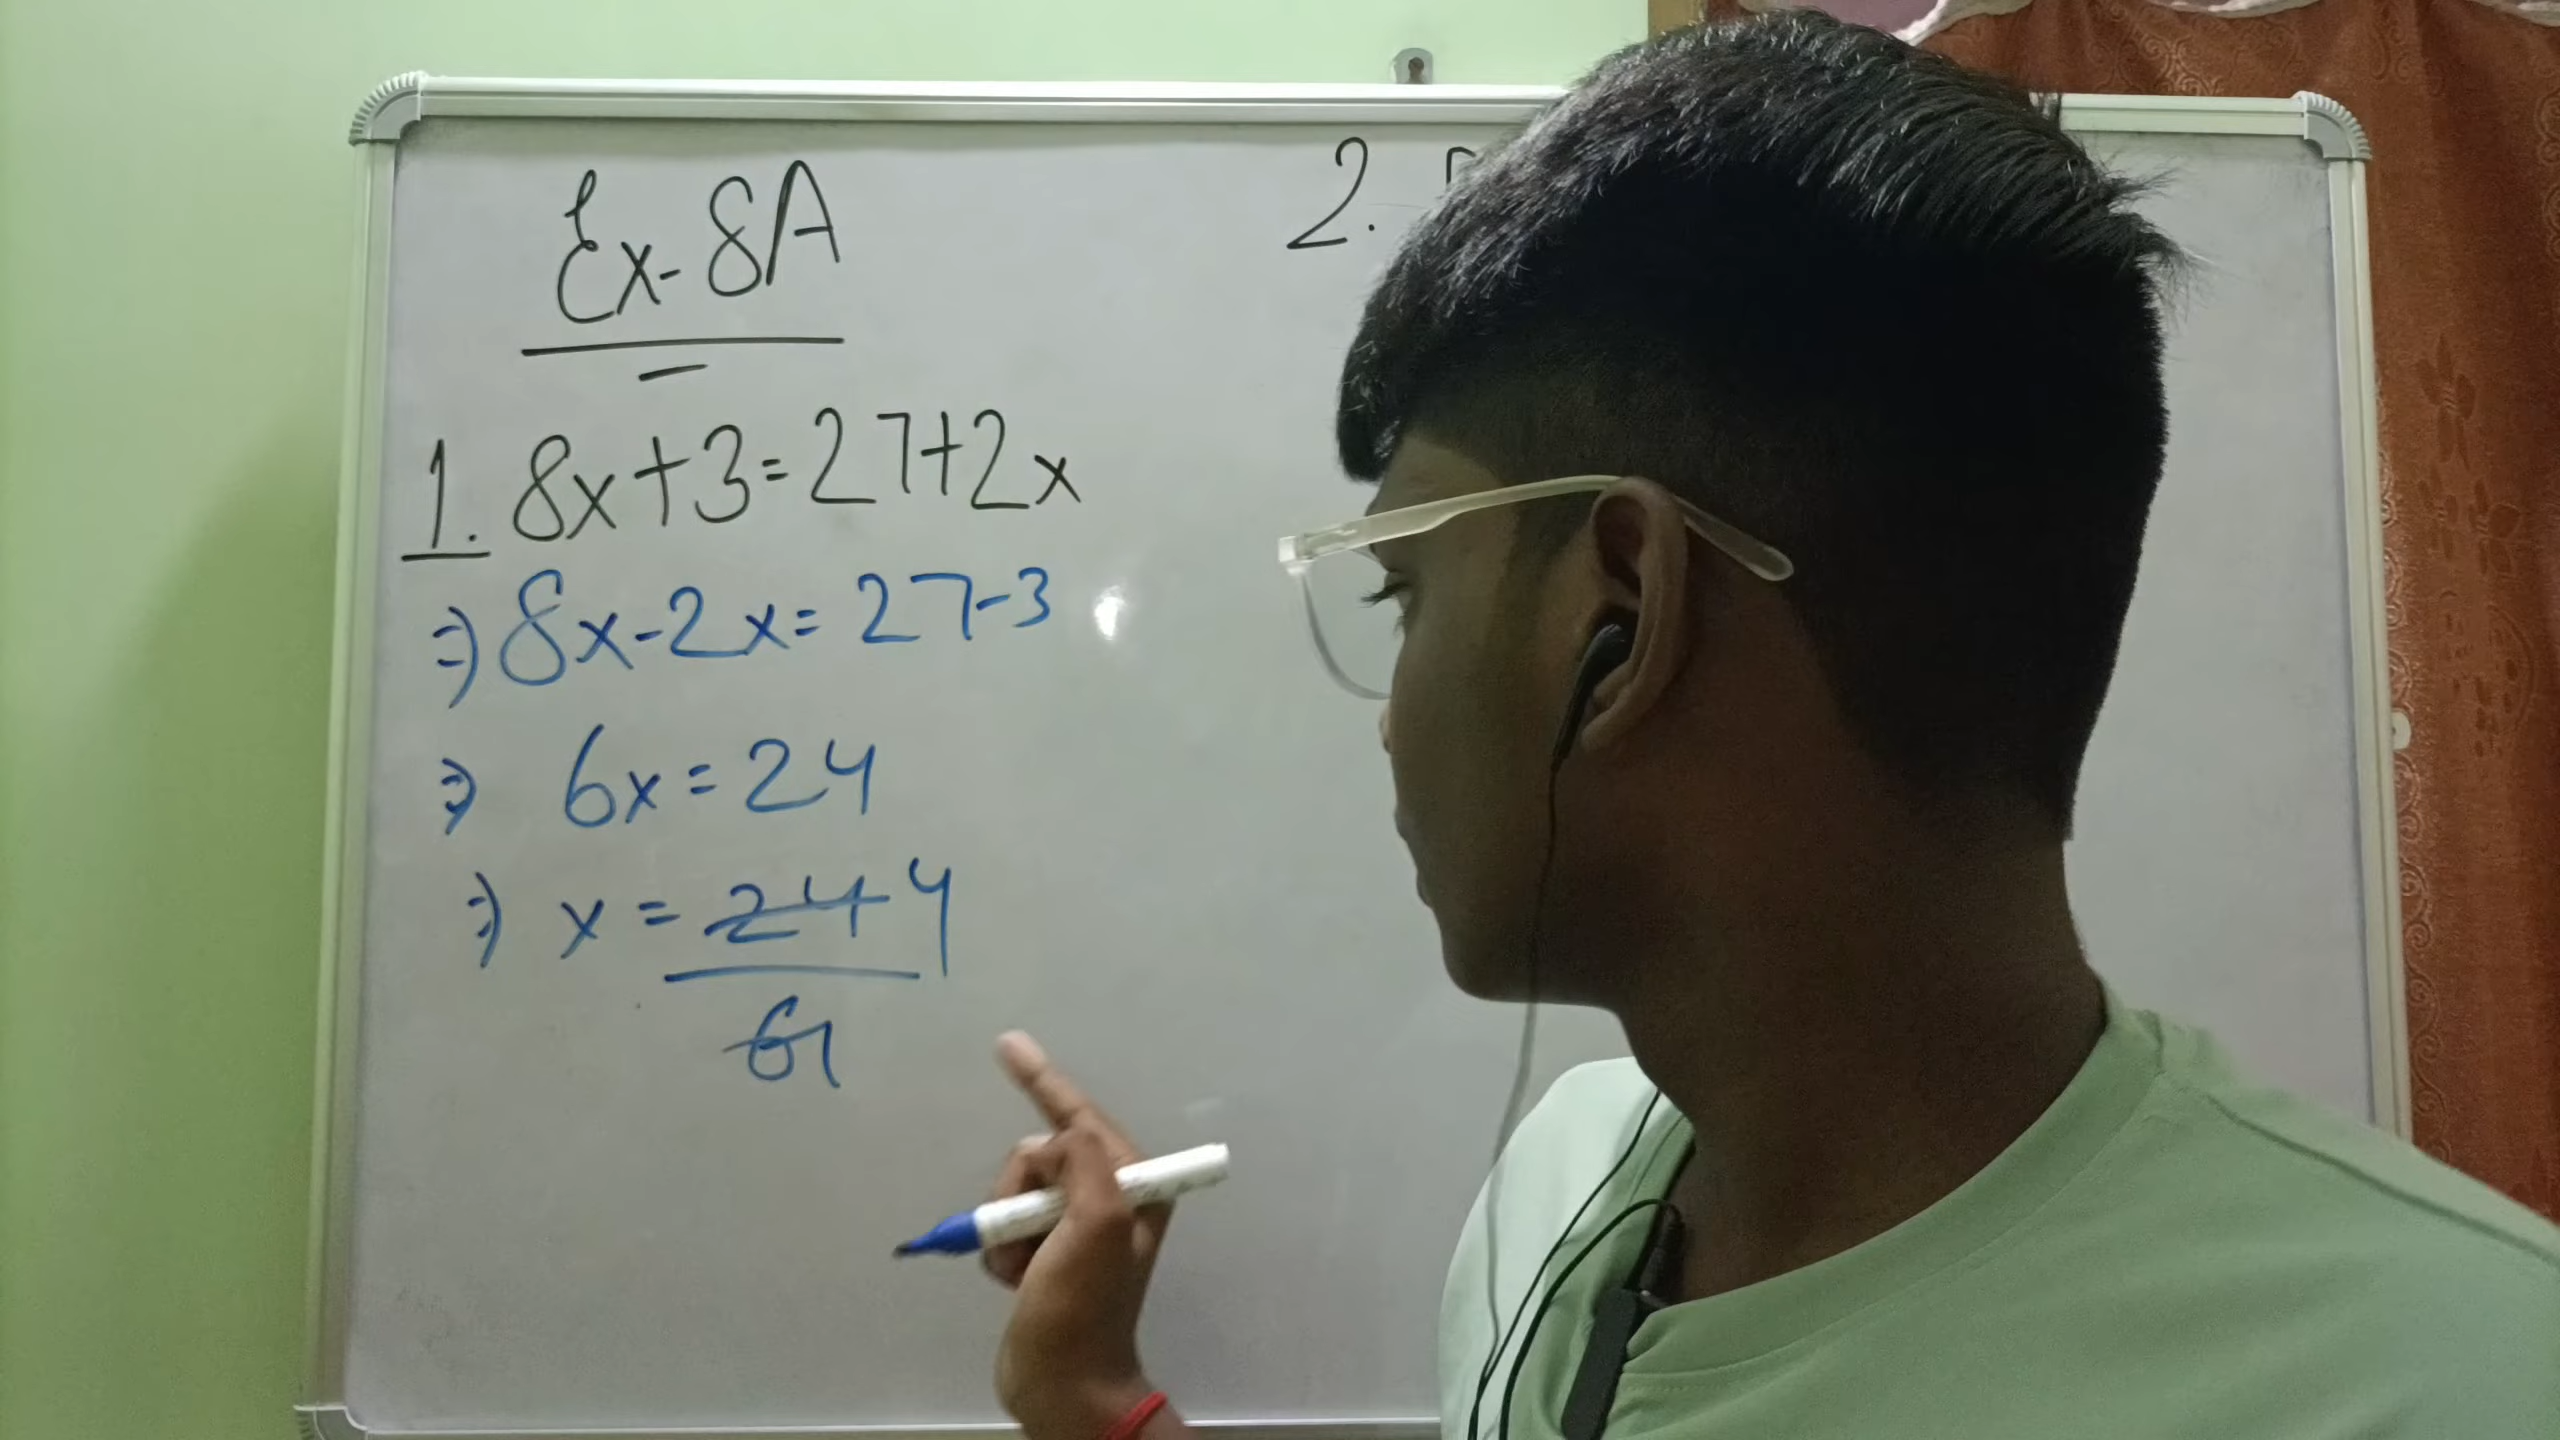 Ex-8A
1. 8x+3=27+2x
⇒ 8x-2x=27-3
⇒ 6x=24
⇒ x=24 4
6 1
2.